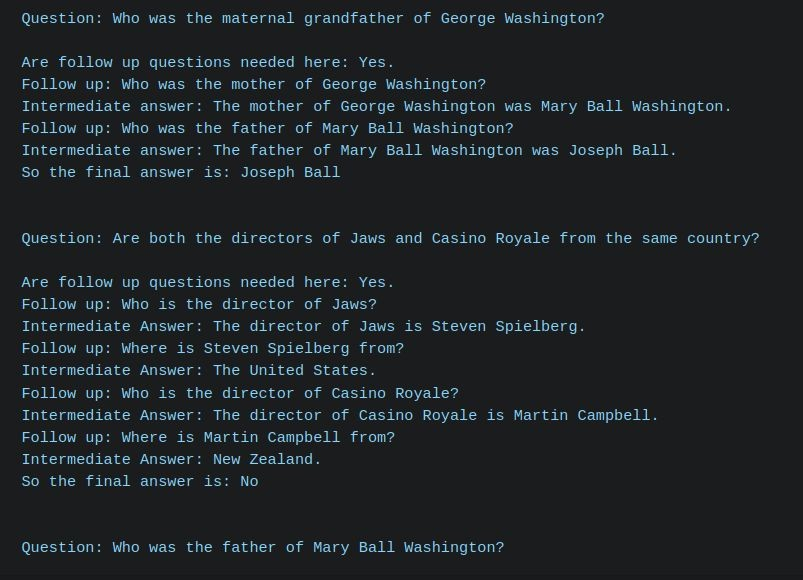 Question: Who was the maternal grandfather of George Washington?
Are follow up questions needed here: Yes.
Follow up: Who was the mother of George Washington?
Intermediate answer: The mother of George Washington was Mary Ball Washington.
Follow up: Who was the father of Mary Ball Washington?
Intermediate answer: The father of Mary Ball Washington was Joseph Ball.
So the final answer is: Joseph Ball
Question: Are both the directors of Jaws and Casino Royale from the same country?
Are follow up questions needed here: Yes.
Follow up: Who is the director of Jaws?
Intermediate Answer: The director of Jaws is Steven Spielberg.
Follow up: Where is Steven Spielberg from?
Intermediate Answer: The United States.
Follow up: Who is the director of Casino Royale?
Intermediate Answer: The director of Casino Royale is Martin Campbell.
Follow up: Where is Martin Campbell from?
Intermediate Answer: New Zealand.
So the final answer is: No
Question: Who was the father of Mary Ball Washington?